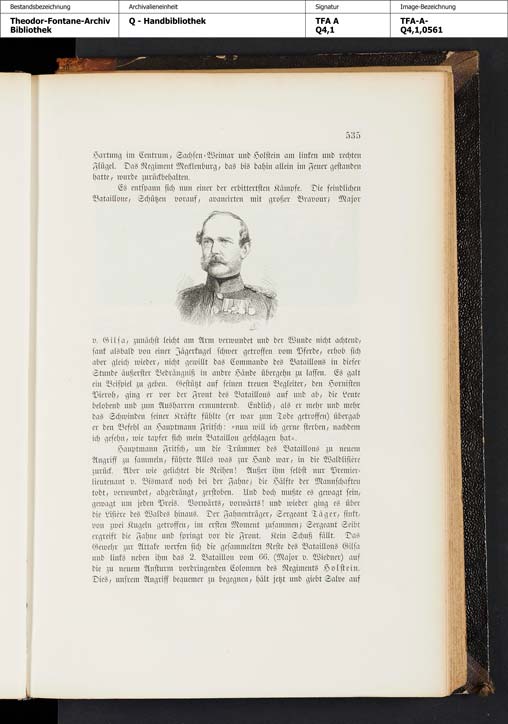 Bestandsbezeichnung
Archivalieneinheit
Signatur
Image-Bezeichnung
Theodor-Fontane-Archiv
Bibliothek
Q - Handbibliothek
TFA A
Q4,1
TFA-A-
Q4,1,0561
535
Hartung im Centrum, Sachsen-Weimar und Holstein am linken und rechten
Flügel. Das Regiment Mecklenburg, das bis dahin allein im Feuer gestanden
hatte, wurde zurückbehalten.
Es entspann sich nun einer der erbittertsten Kämpfe. Die feindlichen
Bataillone, Schützen vorauf, avancirten mit großer Bravour; Major
v. Gilsa, zunächst leicht am Arm verwundet und der Wunde nicht achtend,
sank alsbald von einer Jägerkugel schwer getroffen vom Pferde, erhob sich
aber gleich wieder, nicht gewillt das Commando des Bataillons in dieser
Stunde äußerster Bedrängniß in andre Hände übergehn zu lassen. Es galt
ein Beispiel zu geben. Gestützt auf seinen treuen Begleiter, den Hornisten
Pieroh, ging er vor der Front des Bataillons auf und ab, die Leute
belobend und zum Ausharren ermunternd. Endlich, als er mehr und mehr
das Schwinden seiner Kräfte fühlte (er war zum Tode getroffen) übergab
er den Befehl an Hauptmann Fritsch: »nun will ich gerne sterben, nachdem
ich gesehn, wie tapfer sich mein Bataillon geschlagen hat«.
Hauptmann Fritsch, um die Trümmer des Bataillons zu neuem
Angriff zu sammeln, führte Alles was zur Hand war, in die Waldlisière
zurück. Aber wie gelichtet die Reihen! Außer ihm selbst nur Premier-
lieutenant v. Bismarck noch bei der Fahne; die Hälfte der Mannschaften
todt, verwundet, abgedrängt, zerstoben. Und doch mußte es gewagt sein,
gewagt um jeden Preis. Vorwärts, vorwärts! und wieder ging es über
die Lisière des Waldes hinaus. Der Fahnenträger, Sergeant Täger, sinkt,
von zwei Kugeln getroffen, im ersten Moment zusammen; Sergeant Seibt
ergreift die Fahne und springt vor die Front. Kein Schuß fällt. Das
Gewehr zur Attake werfen sich die gesammelten Reste des Bataillons Gilsa
und links neben ihm das 2. Bataillon vom 66. (Major v. Wiedner) auf
die zu neuem Ansturm vordringenden Colonnen des Regiments Holstein.
Dies, unsrem Angriff bequemer zu begegnen, hält jetzt und giebt Salve auf